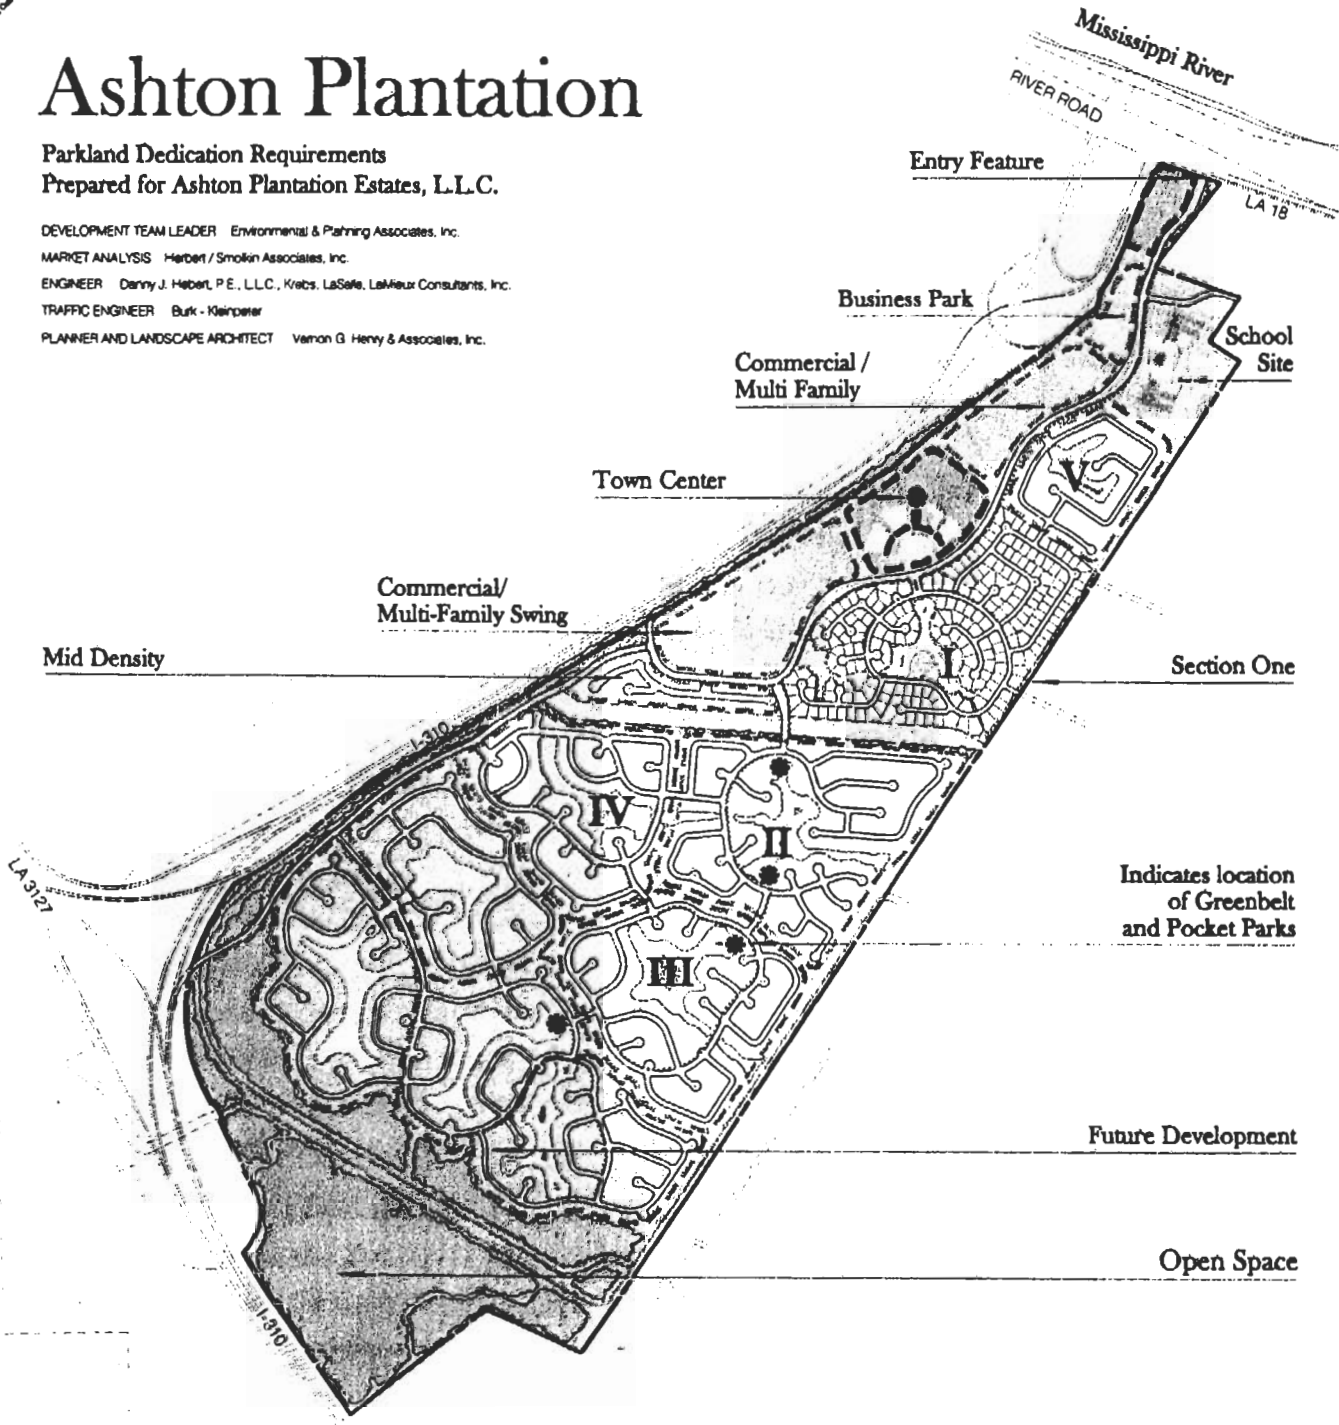 Ashton Plantation
Parkland Dedication Requirements
Prepared for Ashton Plantation Estates, L.L.C.
DEVELOPMENT TEAM LEADER Environmental & Planning Associates, Inc.
MARKET ANALYSIS Herbert / Smolkin Associates, Inc.
ENGINEER Danny J. Hebert, P.E., L.L.C., Krebs, LaSalle, LeMieux Consultants, Inc.
TRAFFIC ENGINEER Burk - Kleinpeter
PLANNER AND LANDSCAPE ARCHITECT Vernon G. Henry & Associates, Inc.
Mississippi River
RIVER ROAD
Entry Feature
LA 18
Business Park
School
Site
Commercial /
Multi Family
V
Town Center
Commercial/
Multi-Family Swing
Mid Density
I
Section One
I-310
IV
II
LA 3127
Indicates location
of Greenbelt
and Pocket Parks
III
Future Development
Open Space
I-310